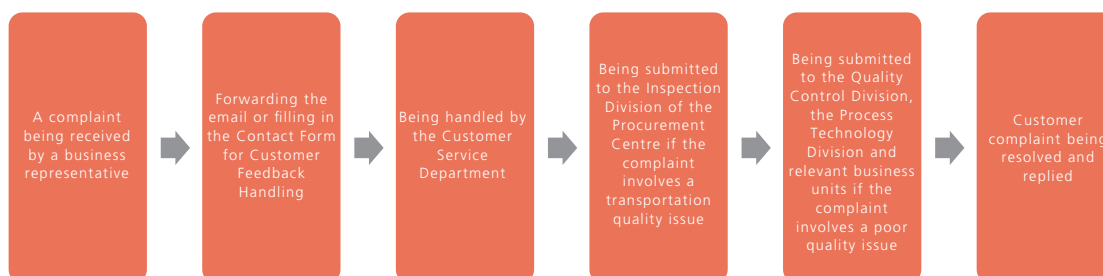 A complaint
being received
by a business
representative
Forwarding the
email or filling in
the Contact Form
for Customer
Feedback
Handling
Being handled by
the Customer
Service
Department
Being submitted
to the Inspection
Division of the
Procurement
Centre if the
complaint
involves a
transportation
quality issue
Being submitted
to the Quality
Control Division,
the Process
Technology
Division and
relevant business
units if the
complaint
involves a poor
quality issue
Customer
complaint being
resolved and
replied